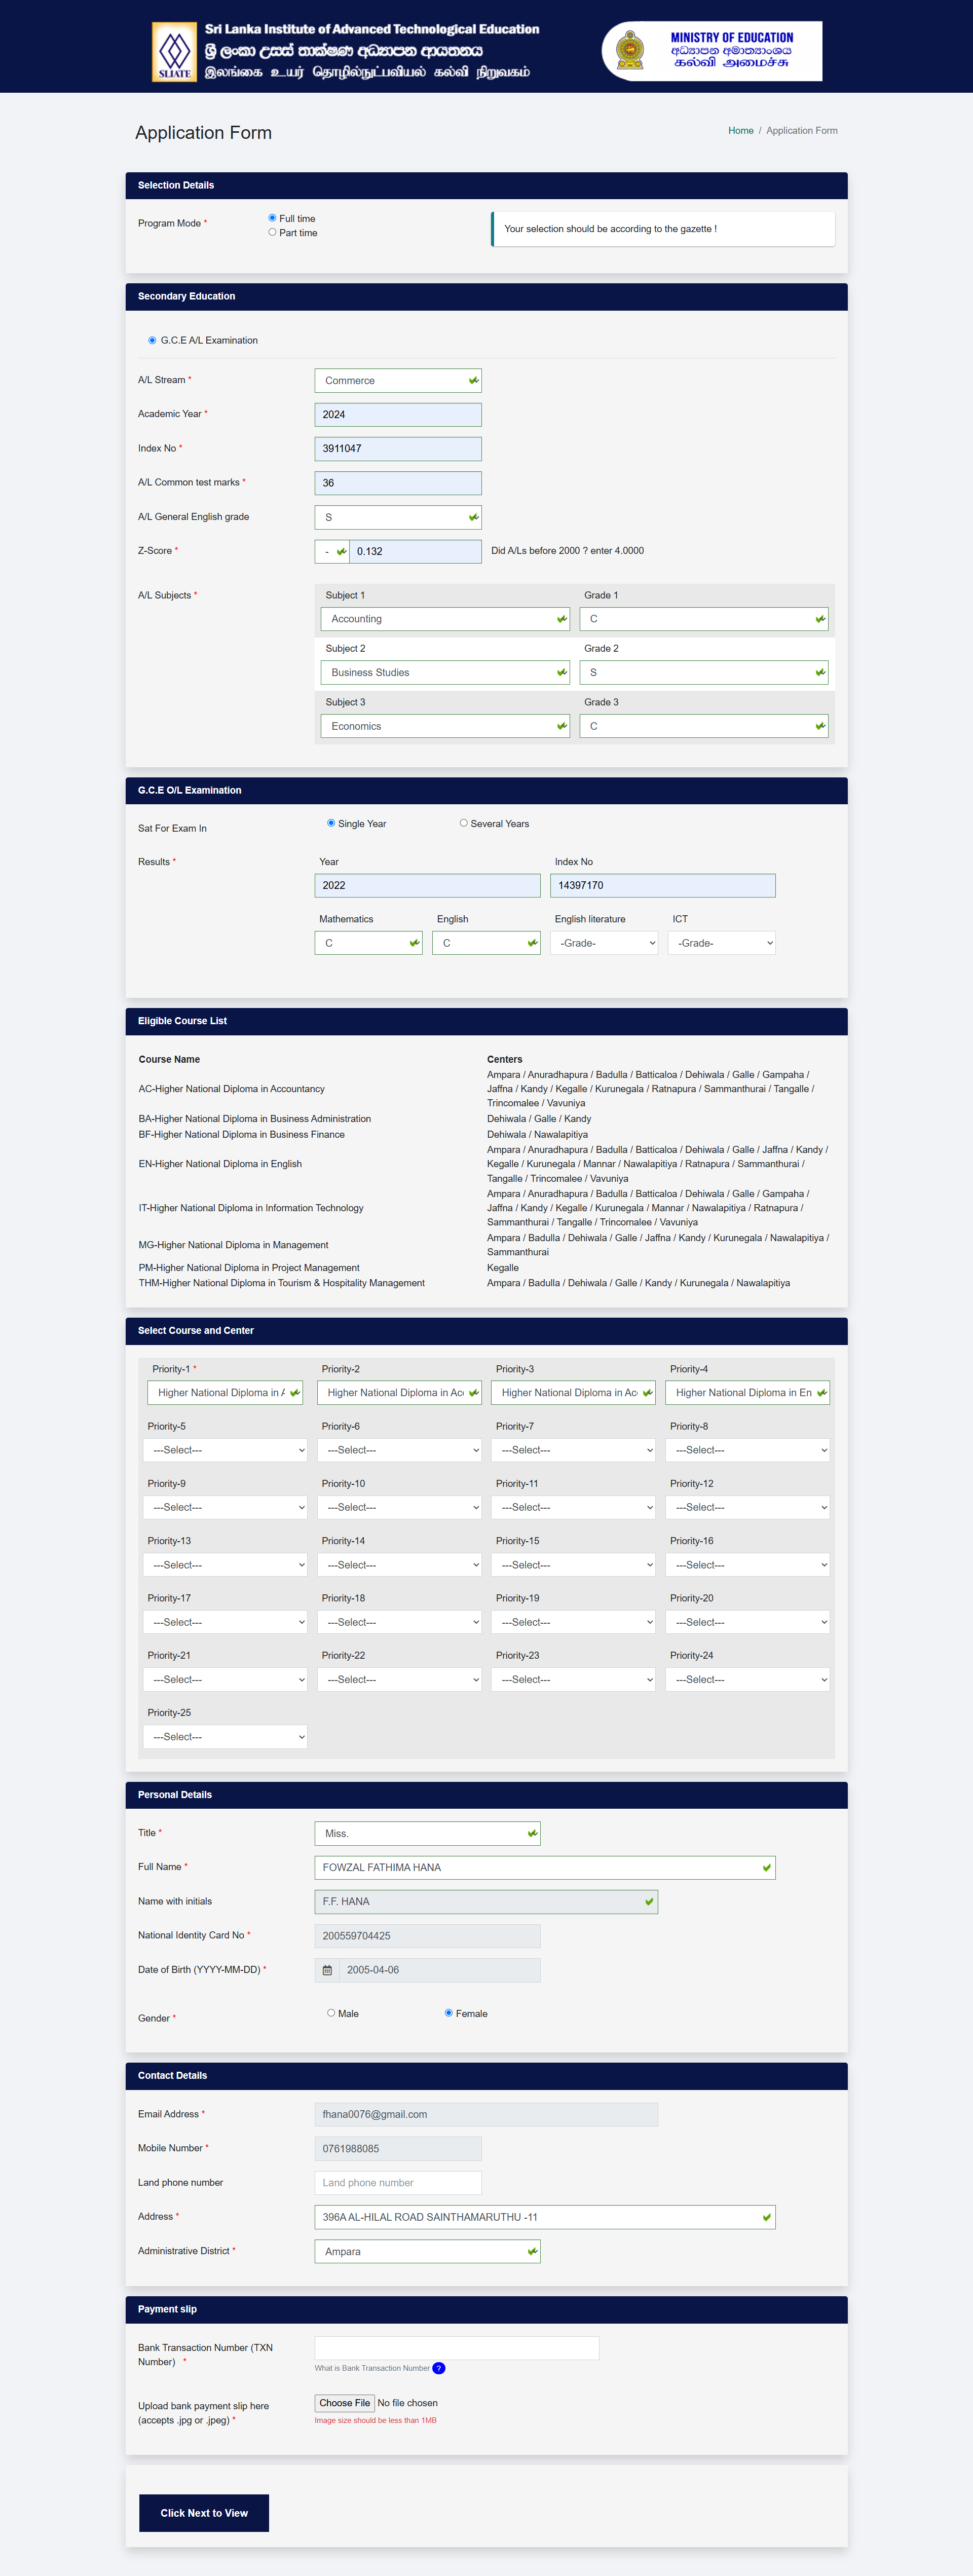 Sri Lanka Institute of Advanced Technological Education
ශ්‍රී ලංකා උසස් තාක්ෂණ අධ්‍යාපන ආයතනය
இலங்கை உயர் தொழில்நுட்பவியல் கல்வி நிறுவகம்
SLIATE
MINISTRY OF EDUCATION
අධ්‍යාපන අමාත්‍යාංශය
கல்வி அமைச்சு
Application Form
Home / Application Form
Selection Details
Program Mode *
Full time
Part time
Your selection should be according to the gazette !
Secondary Education
G.C.E A/L Examination
A/L Stream * Commerce
Academic Year * 2024
Index No * 3911047
A/L Common test marks * 36
A/L General English grade S
Z-Score * - 0.132 Did A/Ls before 2000 ? enter 4.0000
A/L Subjects *
Subject 1 Grade 1
Accounting C
Subject 2 Grade 2
Business Studies S
Subject 3 Grade 3
Economics C
G.C.E O/L Examination
Sat For Exam In Single Year Several Years
Results * Year Index No
2022 14397170
Mathematics English English literature ICT
C C -Grade- -Grade-
Eligible Course List
Course Name Centers
AC-Higher National Diploma in Accountancy
Ampara / Anuradhapura / Badulla / Batticaloa / Dehiwala / Galle / Gampaha /
Jaffna / Kandy / Kegalle / Kurunegala / Ratnapura / Sammanthurai / Tangalle /
Trincomalee / Vavuniya
BA-Higher National Diploma in Business Administration Dehiwala / Galle / Kandy
BF-Higher National Diploma in Business Finance Dehiwala / Nawalapitiya
EN-Higher National Diploma in English
Ampara / Anuradhapura / Badulla / Batticaloa / Dehiwala / Galle / Jaffna / Kandy /
Kegalle / Kurunegala / Mannar / Nawalapitiya / Ratnapura / Sammanthurai /
Tangalle / Trincomalee / Vavuniya
IT-Higher National Diploma in Information Technology
Ampara / Anuradhapura / Badulla / Batticaloa / Dehiwala / Galle / Gampaha /
Jaffna / Kandy / Kegalle / Kurunegala / Mannar / Nawalapitiya / Ratnapura /
Sammanthurai / Tangalle / Trincomalee / Vavuniya
MG-Higher National Diploma in Management
Ampara / Badulla / Dehiwala / Galle / Jaffna / Kandy / Kurunegala / Nawalapitiya /
Sammanthurai
PM-Higher National Diploma in Project Management Kegalle
THM-Higher National Diploma in Tourism & Hospitality Management Ampara / Badulla / Dehiwala / Galle / Kandy / Kurunegala / Nawalapitiya
Select Course and Center
Priority-1 * Priority-2 Priority-3 Priority-4
Higher National Diploma in A Higher National Diploma in Acc Higher National Diploma in Acc Higher National Diploma in En
Priority-5 Priority-6 Priority-7 Priority-8
---Select--- ---Select--- ---Select--- ---Select---
Priority-9 Priority-10 Priority-11 Priority-12
---Select--- ---Select--- ---Select--- ---Select---
Priority-13 Priority-14 Priority-15 Priority-16
---Select--- ---Select--- ---Select--- ---Select---
Priority-17 Priority-18 Priority-19 Priority-20
---Select--- ---Select--- ---Select--- ---Select---
Priority-21 Priority-22 Priority-23 Priority-24
---Select--- ---Select--- ---Select--- ---Select---
Priority-25
---Select---
Personal Details
Title * Miss.
Full Name * FOWZAL FATHIMA HANA
Name with initials F.F. HANA
National Identity Card No * 200559704425
Date of Birth (YYYY-MM-DD) * 2005-04-06
Gender * Male Female
Contact Details
Email Address * fhana0076@gmail.com
Mobile Number * 0761988085
Land phone number Land phone number
Address * 396A AL-HILAL ROAD SAINTHAMARUTHU -11
Administrative District * Ampara
Payment slip
Bank Transaction Number (TXN
Number) *
What is Bank Transaction Number ?
Upload bank payment slip here
(accepts .jpg or .jpeg) *
Choose File No file chosen
Image size should be less than 1MB
Click Next to View